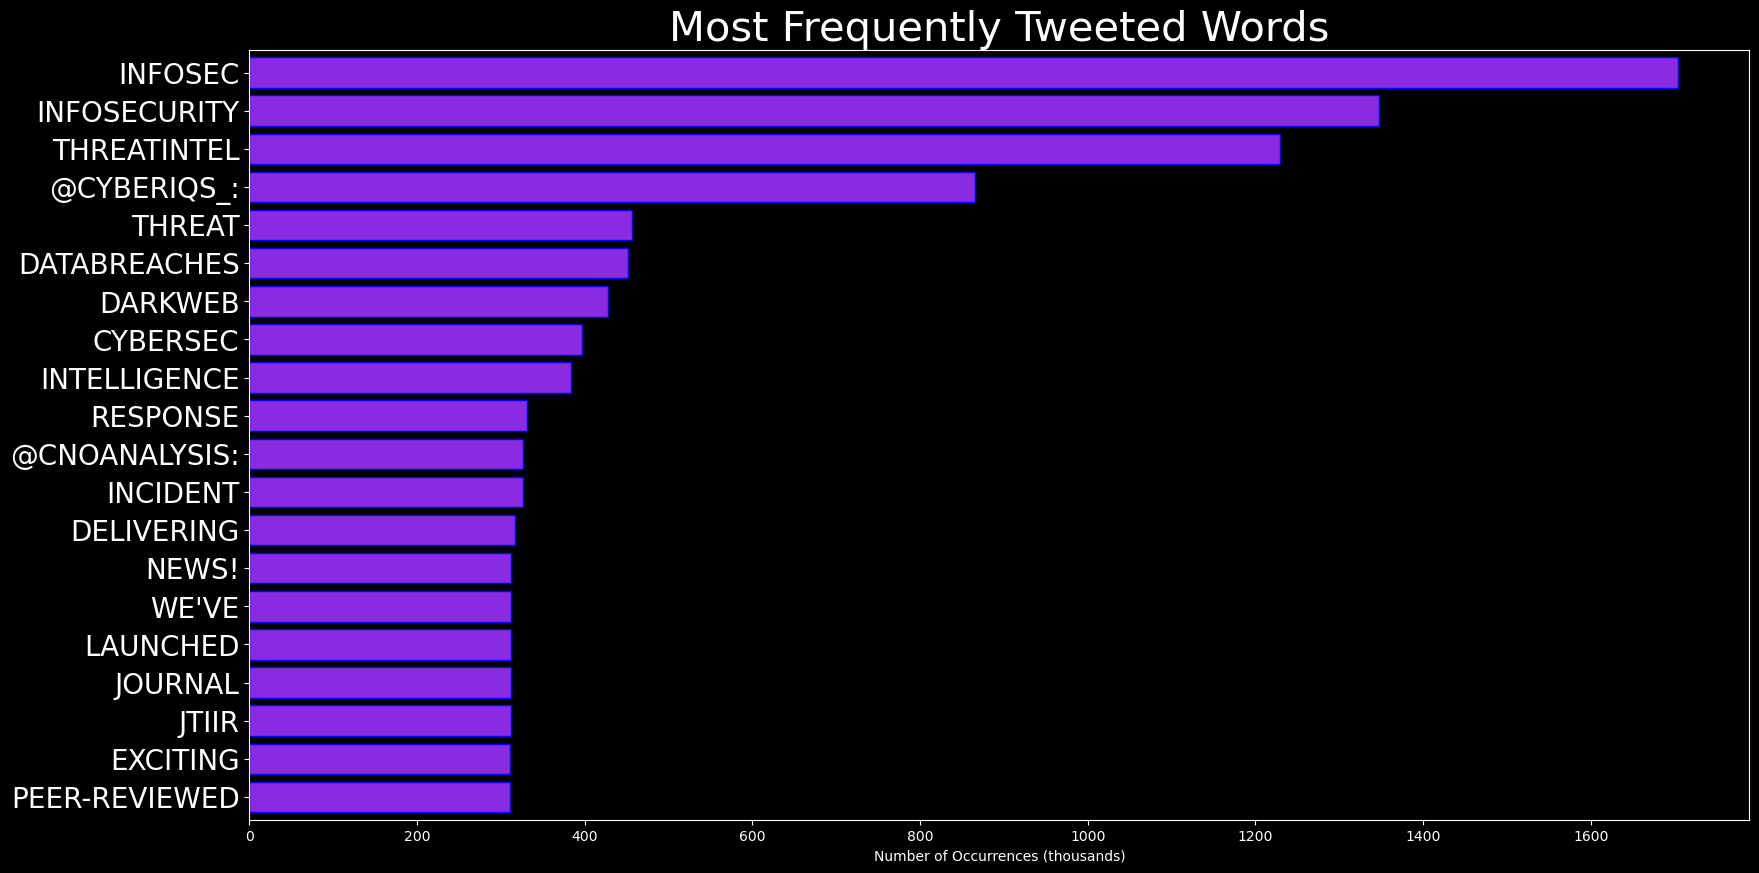 Most Frequently Tweeted Words
INFOSEC
INFOSECURITY
THREATINTEL
@CYBERIQS_:
THREAT
DATABREACHES
DARKWEB
CYBERSEC
INTELLIGENCE
RESPONSE
@CNOANALYSIS:
INCIDENT
DELIVERING
NEWS!
WE'VE
LAUNCHED
JOURNAL
JTIIR
EXCITING
PEER-REVIEWED
0 200 400 600 800 1000 1200 1400 1600
Number of Occurrences (thousands)